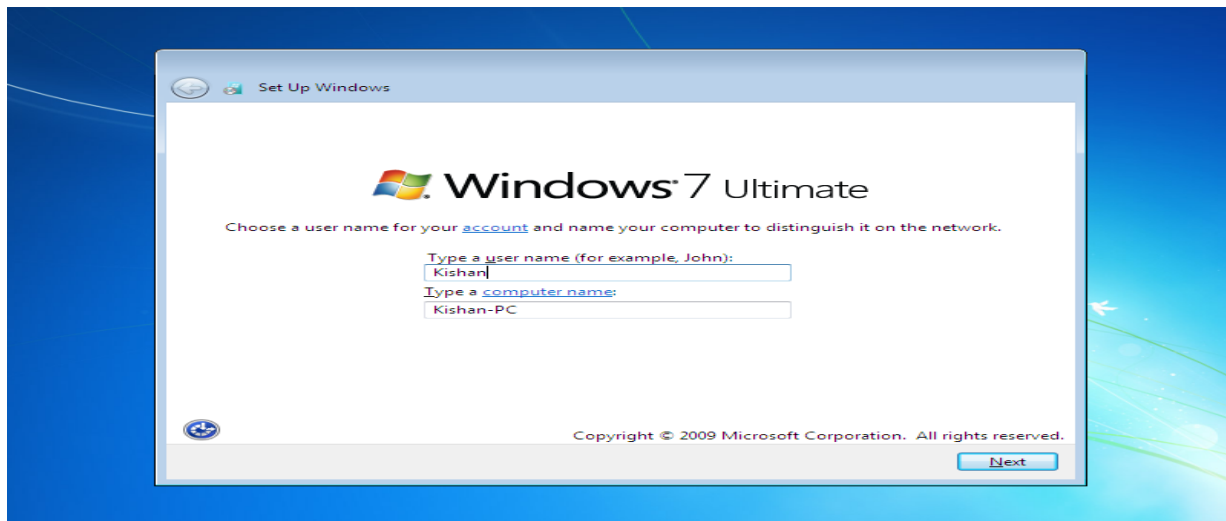 Set Up Windows
Windows 7 Ultimate
Choose a user name for your account and name your computer to distinguish it on the network.
Type a user name (for example, John):
Kishan
Type a computer name:
Kishan-PC
Copyright © 2009 Microsoft Corporation. All rights reserved.
Next